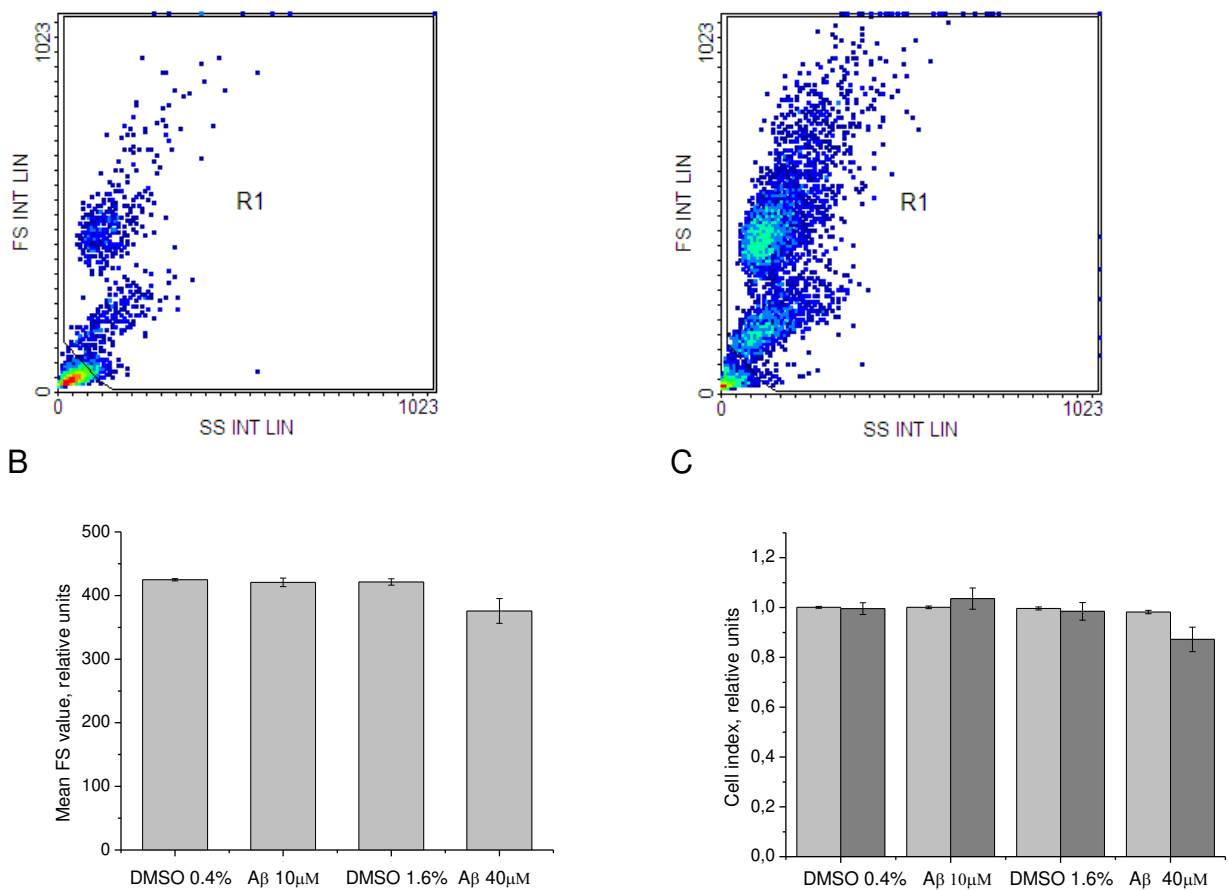 1023
FS INT LIN
0
R1
0
1023
SS INT LIN
1023
FS INT LIN
0
R1
0
1023
SS INT LIN
B
C
Mean FS value, relative units
500
400
300
200
100
0
DMSO 0.4%
Aβ 10μM
DMSO 1.6%
Aβ 40μM
Cell index, relative units
1,2
1,0
0,8
0,6
0,4
0,2
0,0
DMSO 0.4%
Aβ 10μM
DMSO 1.6%
Aβ 40μM